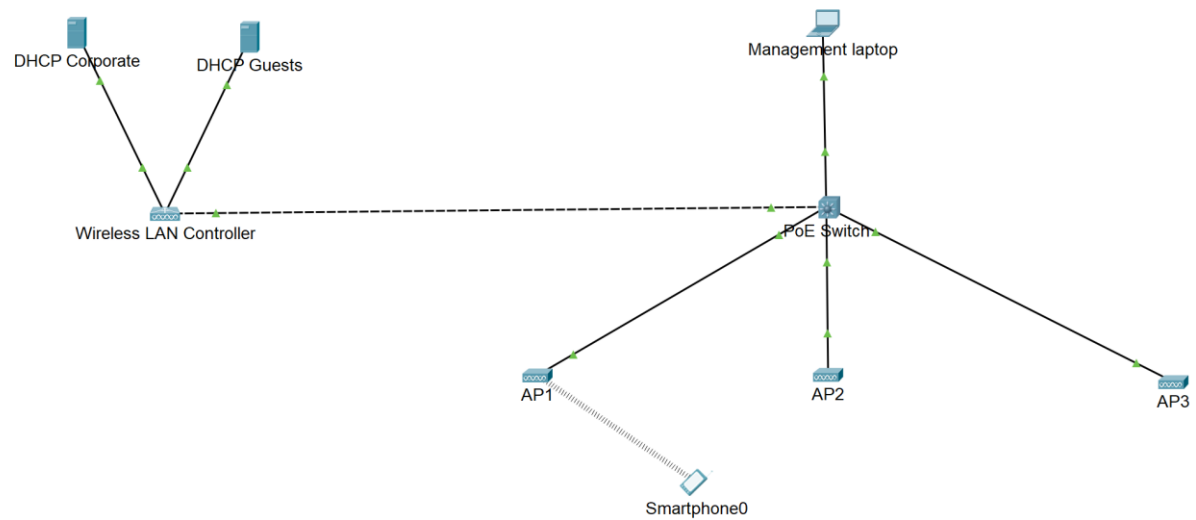 DHCP Corporate
DHCP Guests
Management laptop
Wireless LAN Controller
PoE Switch
AP1
AP2
AP3
Smartphone0